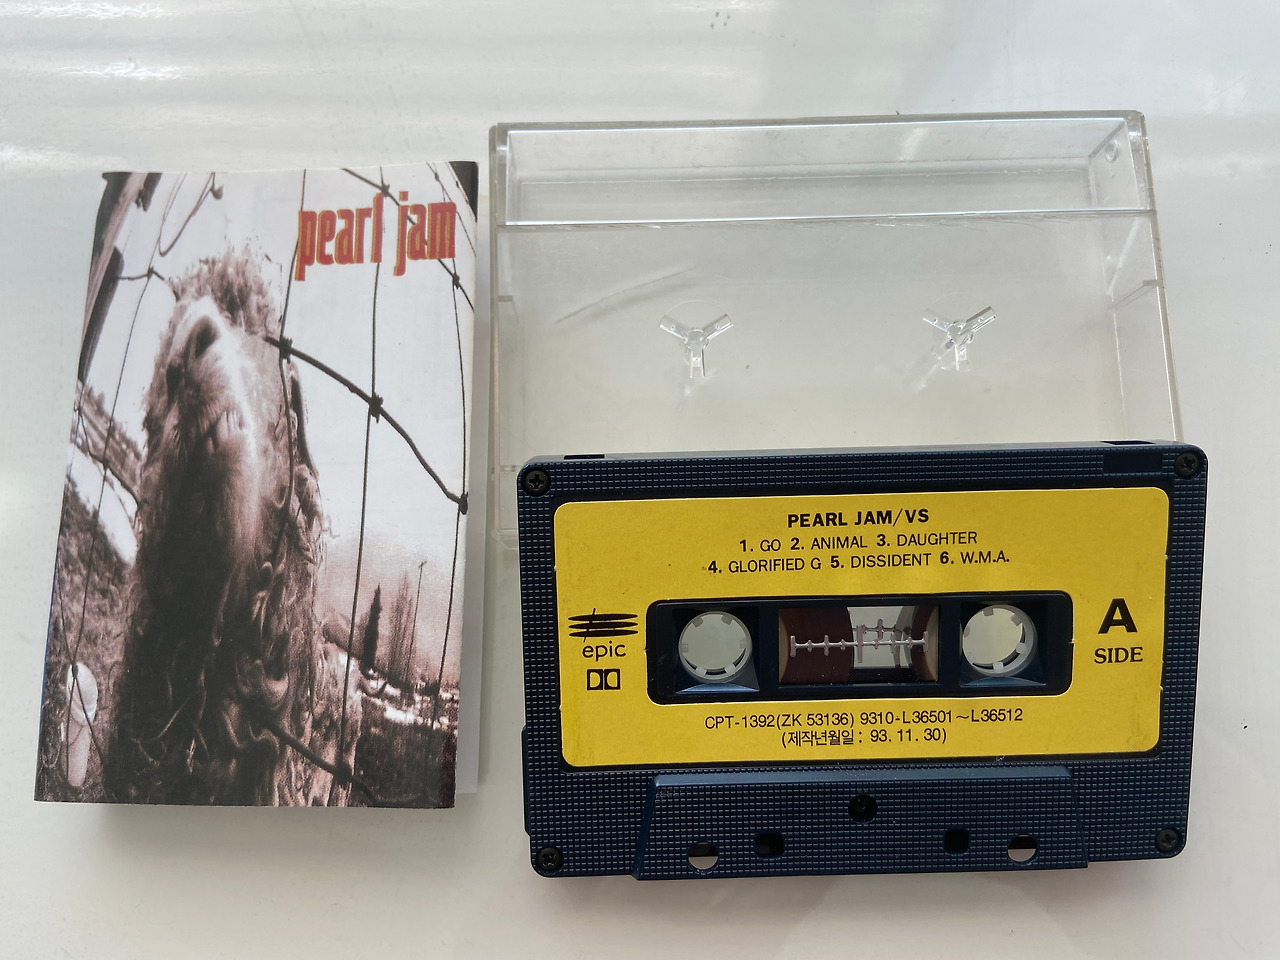 pearl jam
PEARL JAM/VS
1. GO 2. ANIMAL 3. DAUGHTER
4. GLORIFIED G 5. DISSIDENT 6. W.M.A.
epic
A
SIDE
CPT-1392(ZK 53136) 9310-L36501~L36512
(제작년월일: 93. 11. 30)